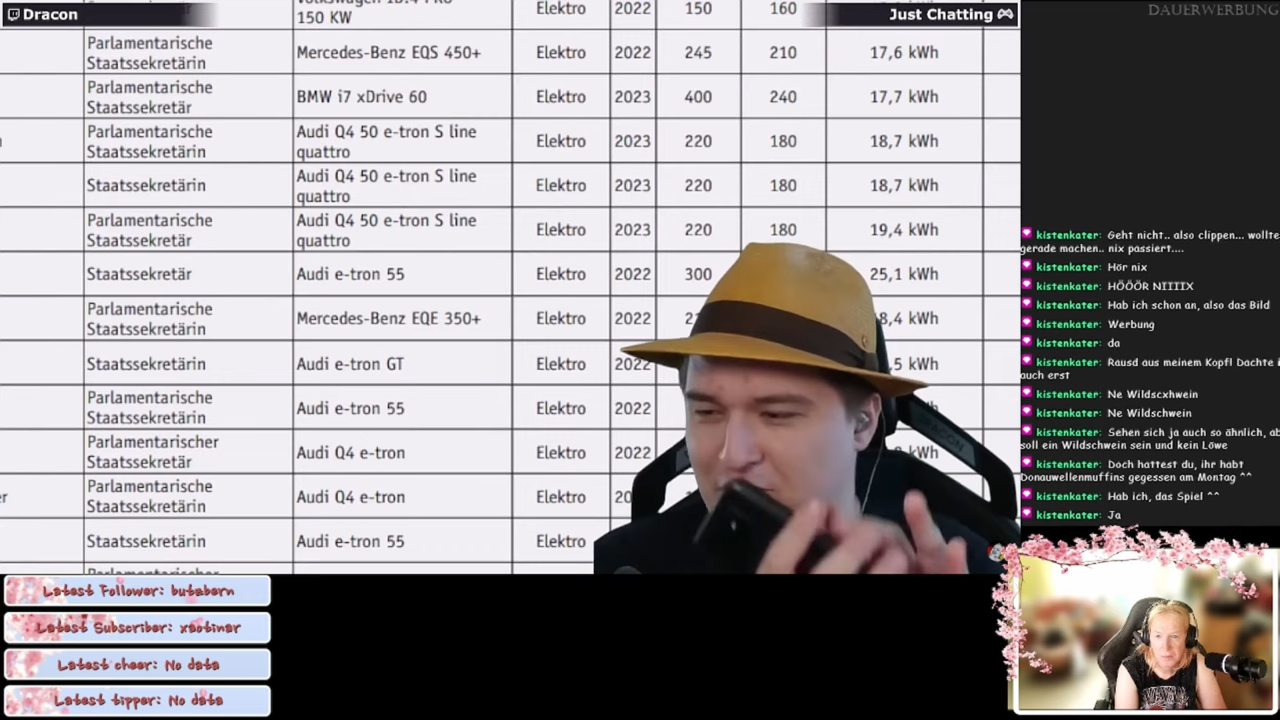 Dracon
Just Chatting
DAUERWERBUNG
150 KW
Elektro
2022
150
160
Parlamentarische
Staatssekretärin
Mercedes-Benz EQS 450+
Elektro
2022
245
210
17,6 kWh
Parlamentarische
Staatssekretär
BMW i7 xDrive 60
Elektro
2023
400
240
17,7 kWh
Parlamentarische
Staatssekretärin
Audi Q4 50 e-tron S line
quattro
Elektro
2023
220
180
18,7 kWh
Staatssekretärin
Audi Q4 50 e-tron S line
quattro
Elektro
2023
220
180
18,7 kWh
Parlamentarische
Staatssekretär
Audi Q4 50 e-tron S line
quattro
Elektro
2023
220
180
19,4 kWh
Staatssekretär
Audi e-tron 55
Elektro
2022
300
25,1 kWh
Parlamentarische
Staatssekretärin
Mercedes-Benz EQE 350+
Elektro
2022
8,4 kWh
Staatssekretärin
Audi e-tron GT
Elektro
2022
,5 kWh
Parlamentarische
Staatssekretärin
Audi e-tron 55
Elektro
2022
Parlamentarischer
Staatssekretär
Audi Q4 e-tron
Elektro
2022
kWh
Parlamentarische
Staatssekretärin
Audi Q4 e-tron
Elektro
20
Staatssekretärin
Audi e-tron 55
Elektro
kistenkater: Geht nicht.. also clippen... wollte
gerade machen.. nix passiert....
kistenkater: Hör nix
kistenkater: HÖÖÖR NIIIIX
kistenkater: Hab ich schon an, also das Bild
kistenkater: Werbung
kistenkater: da
kistenkater: Rausd aus meinem Kopf! Dachte i
auch erst
kistenkater: Ne Wildscxhwein
kistenkater: Ne Wildschwein
kistenkater: Sehen sich ja auch so ähnlich, ab
soll ein Wildschwein sein und kein Löwe
kistenkater: Doch hattest du, ihr habt
Donauwellenmuffins gegessen am Montag ^^
kistenkater: Hab ich, das Spiel ^^
kistenkater: Ja
Latest Follower: butzbern
Latest Subscriber: xaotinar
Latest cheer: No data
Latest tipper: No data